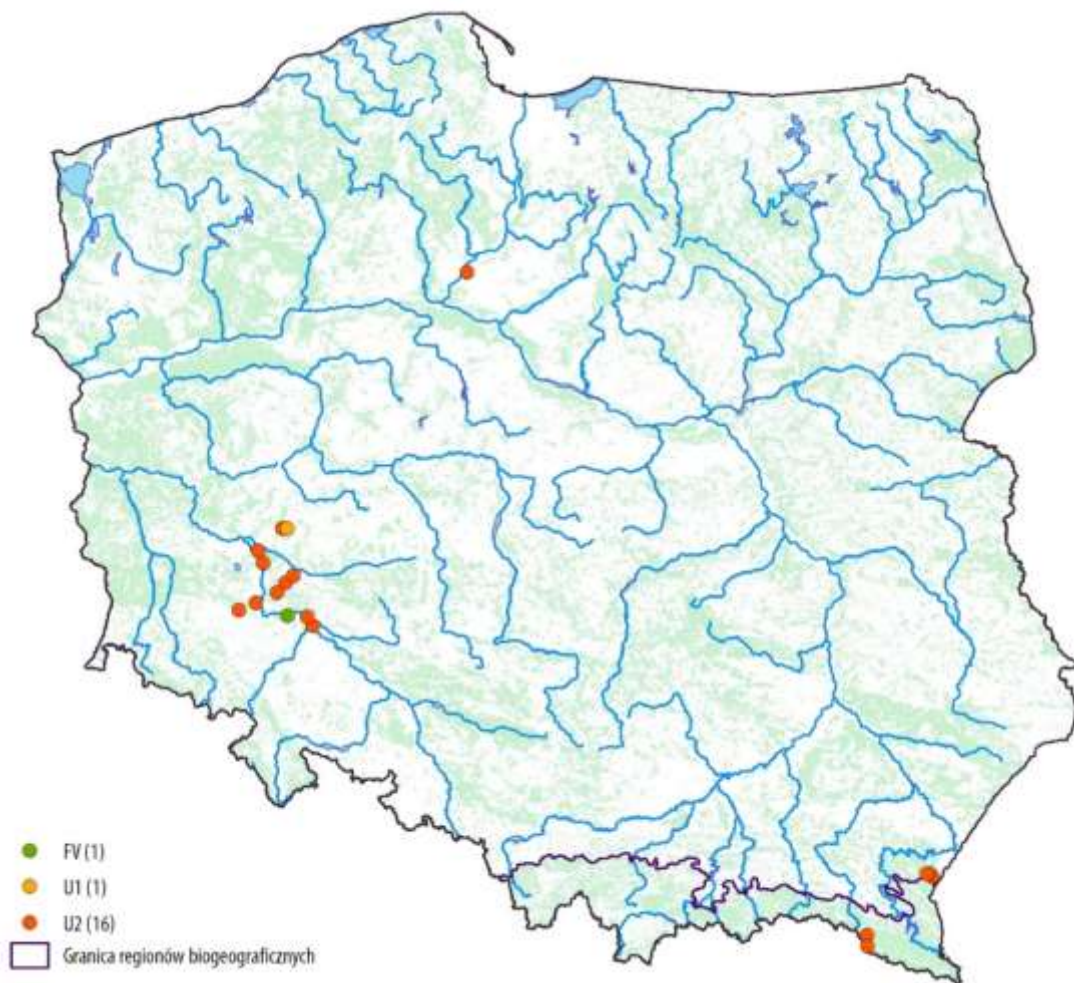 FV (1)
U1 (1)
U2 (16)
Granica regionów biogeograficznych